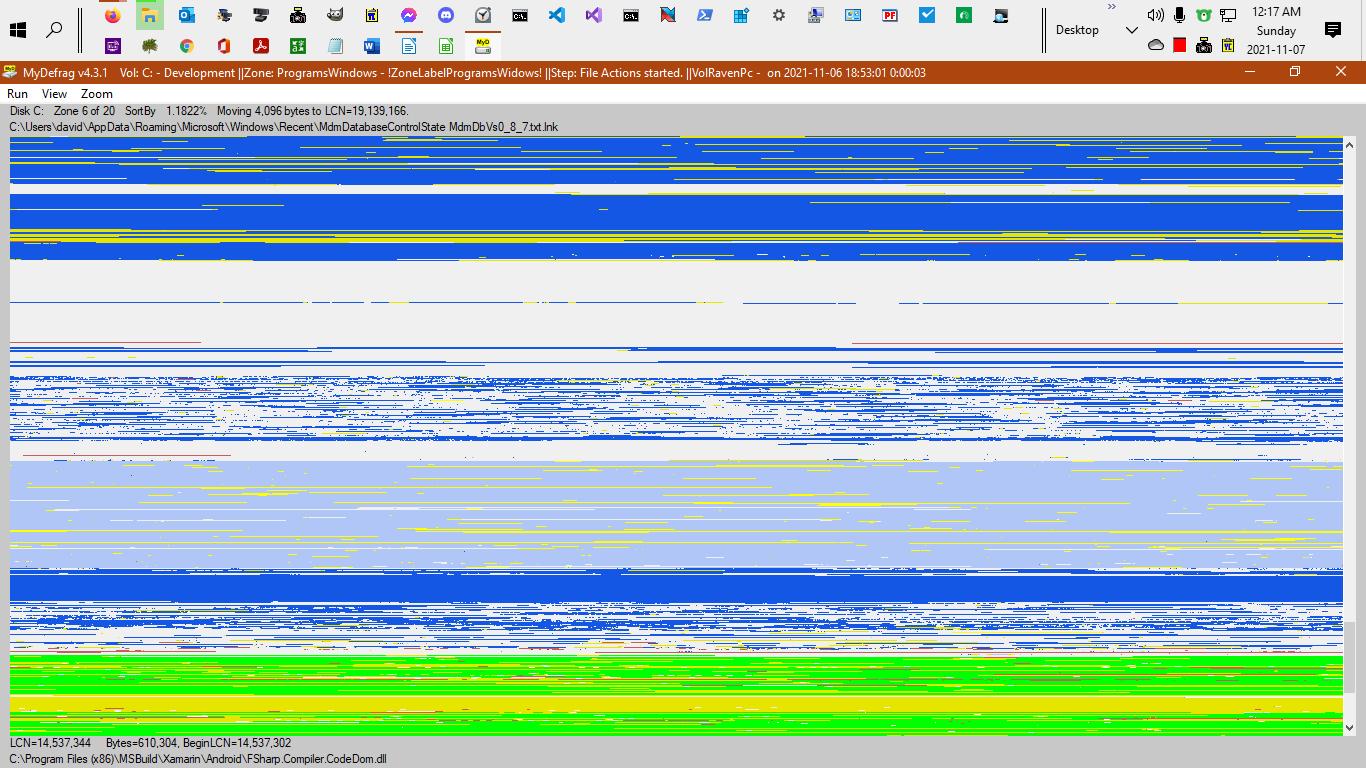 12:17 AM
Desktop
Sunday
2021-11-07
MyDefrag v4.3.1 Vol: C: - Development ||Zone: ProgramsWindows - !ZoneLabelProgramsWidows! ||Step: File Actions started. ||VolRavenPc - on 2021-11-06 18:53:01 0:00:03
Run View Zoom
Disk C: Zone 6 of 20 SortBy 1.1822% Moving 4,096 bytes to LCN=19,139,166.
C:\Users\david\AppData\Roaming\Microsoft\Windows\Recent\MdmDatabaseControlState MdmDbVs0_8_7.txt.lnk
LCN=14,537,344 Bytes=610,304, BeginLCN=14,537,302
C:\Program Files (x86)\MSBuild\Xamarin\Android\FSharp.Compiler.CodeDom.dll